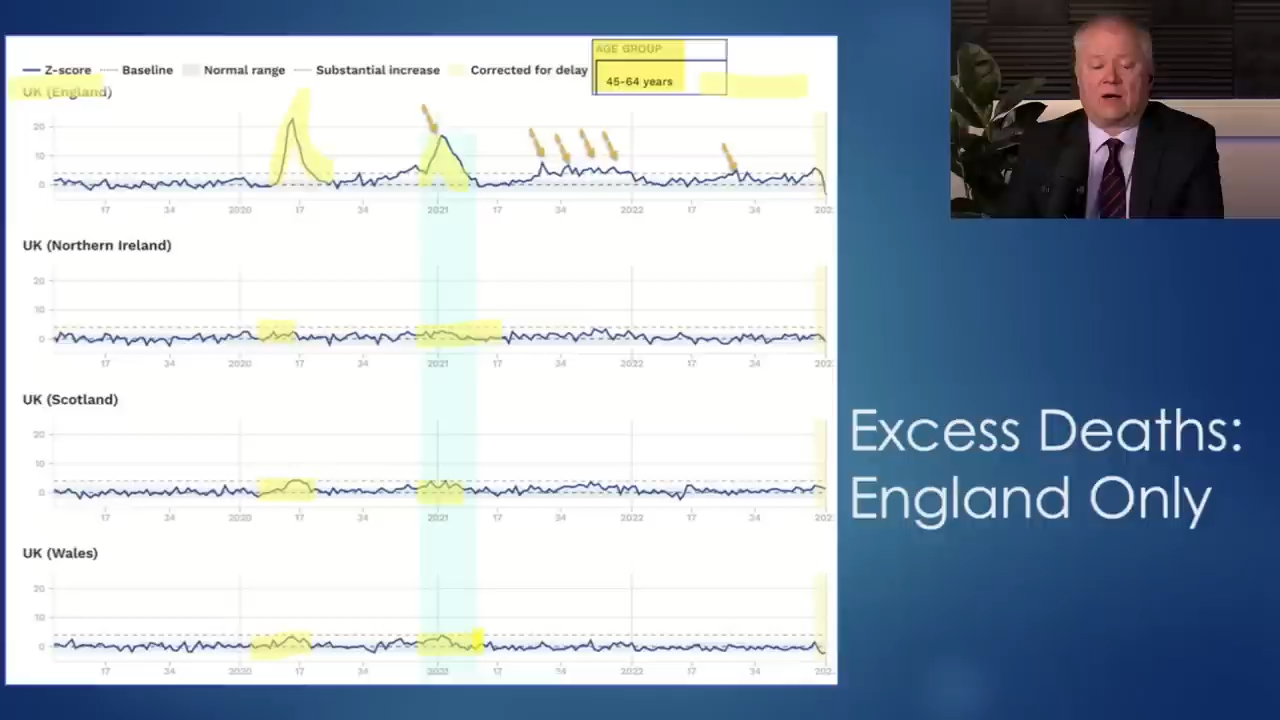 AGE GROUP
Z-score Baseline Normal range Substantial increase Corrected for delay
45-64 years
UK (England)
20
10
0
17 34 2020 17 34 2021 17 34 2022 17 34 202
UK (Northern Ireland)
20
10
0
17 34 2020 17 34 2021 17 34 2022 17 34 202
UK (Scotland)
20
10
0
17 34 2020 17 34 2021 17 34 2022 17 34 202
UK (Wales)
20
10
0
17 34 2020 17 34 2021 17 34 2022 17 34 202
Excess Deaths:
England Only